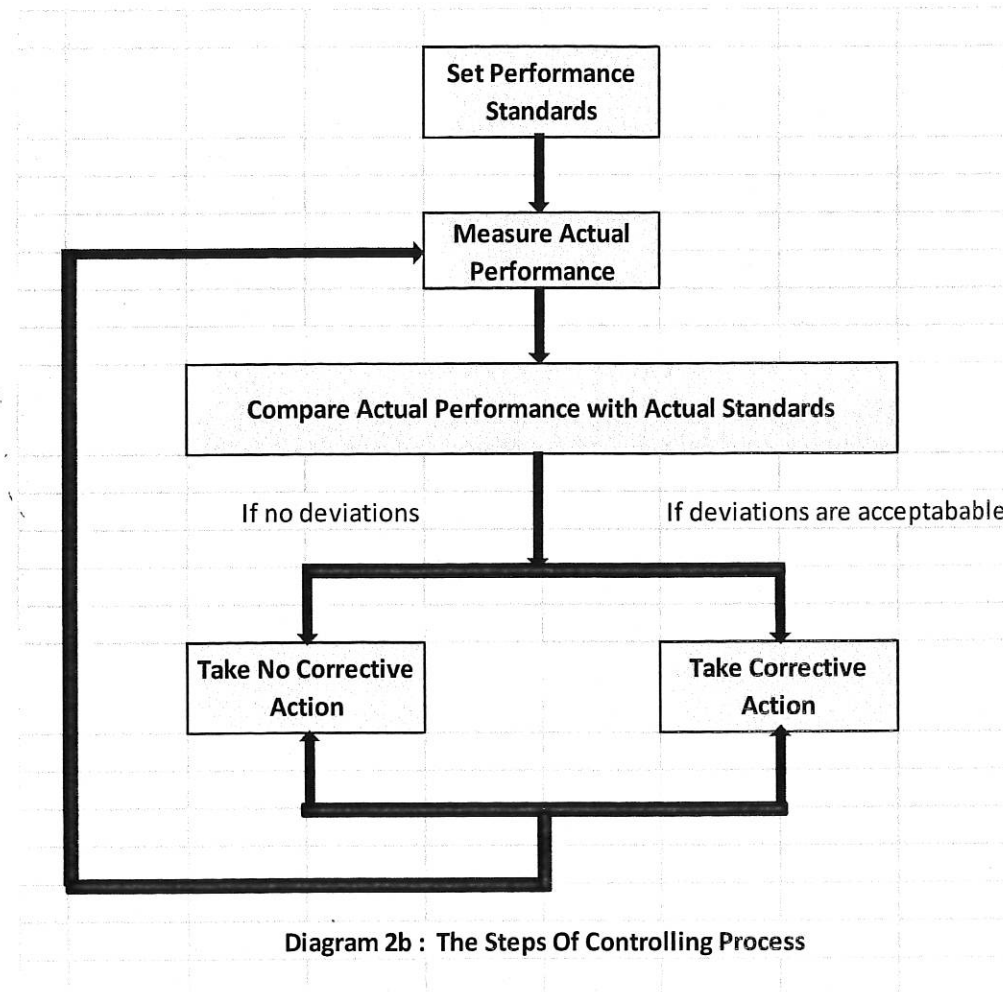 Set Performance
Standards
Measure Actual
Performance
Compare Actual Performance with Actual Standards
If no deviations
If deviations are acceptabable
Take No Corrective
Action
Take Corrective
Action
Diagram 2b : The Steps Of Controlling Process